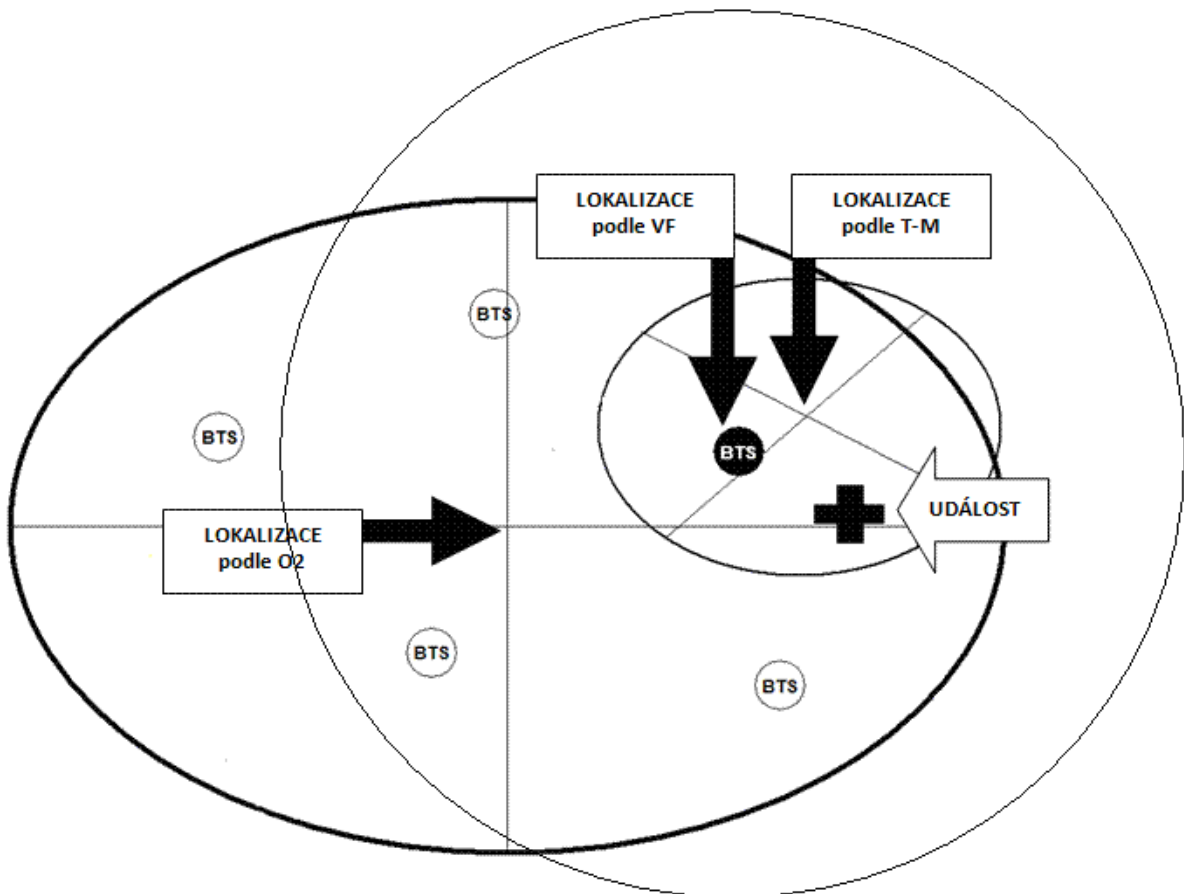 LOKALIZACE
podle VF
LOKALIZACE
podle T-M
BTS
BTS
BTS
UDÁLOST
LOKALIZACE
podle O2
BTS
BTS